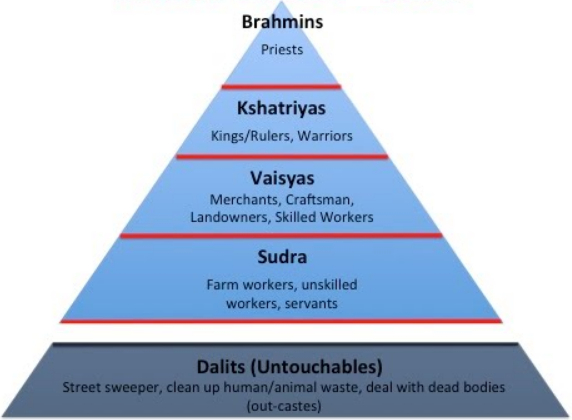 Brahmins
Priests
Kshatriyas
Kings/Rulers, Warriors
Vaisyas
Merchants, Craftsman,
Landowners, Skilled Workers
Sudra
Farm workers, unskilled
workers, servants
Dalits (Untouchables)
Street sweeper, clean up human/animal waste, deal with dead bodies
(out-castes)